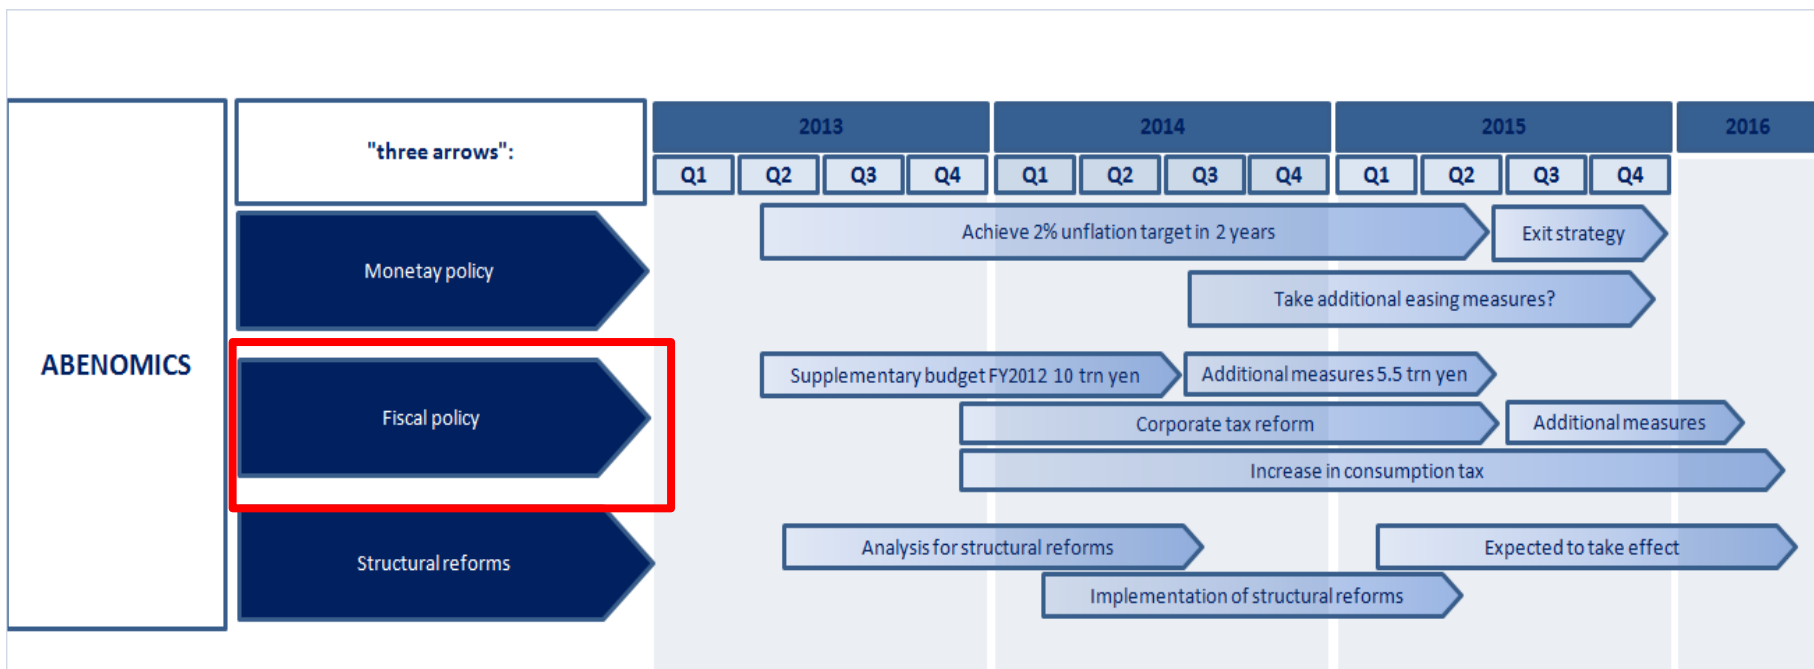 ABENOMICS
"three arrows":
2013
2014
2015
2016
Q1
Q2
Q3
Q4
Q1
Q2
Q3
Q4
Q1
Q2
Q3
Q4
Monetay policy
Achieve 2% unflation target in 2 years
Exit strategy
Take additional easing measures?
Fiscal policy
Supplementary budget FY2012 10 trn yen
Additional measures 5.5 trn yen
Corporate tax reform
Additional measures
Increase in consumption tax
Structural reforms
Analysis for structural reforms
Expected to take effect
Implementation of structural reforms